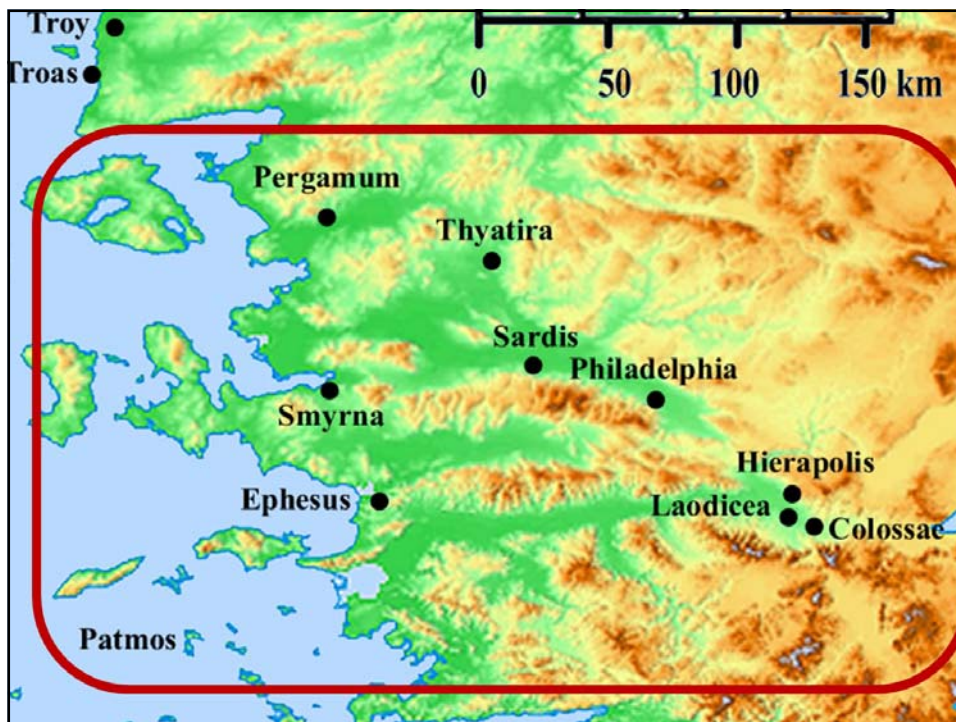 Troy
Troas
0 50 100 150 km
Pergamum
Thyatira
Sardis
Philadelphia
Smyrna
Hierapolis
Ephesus
Laodicea
Colossae
Patmos